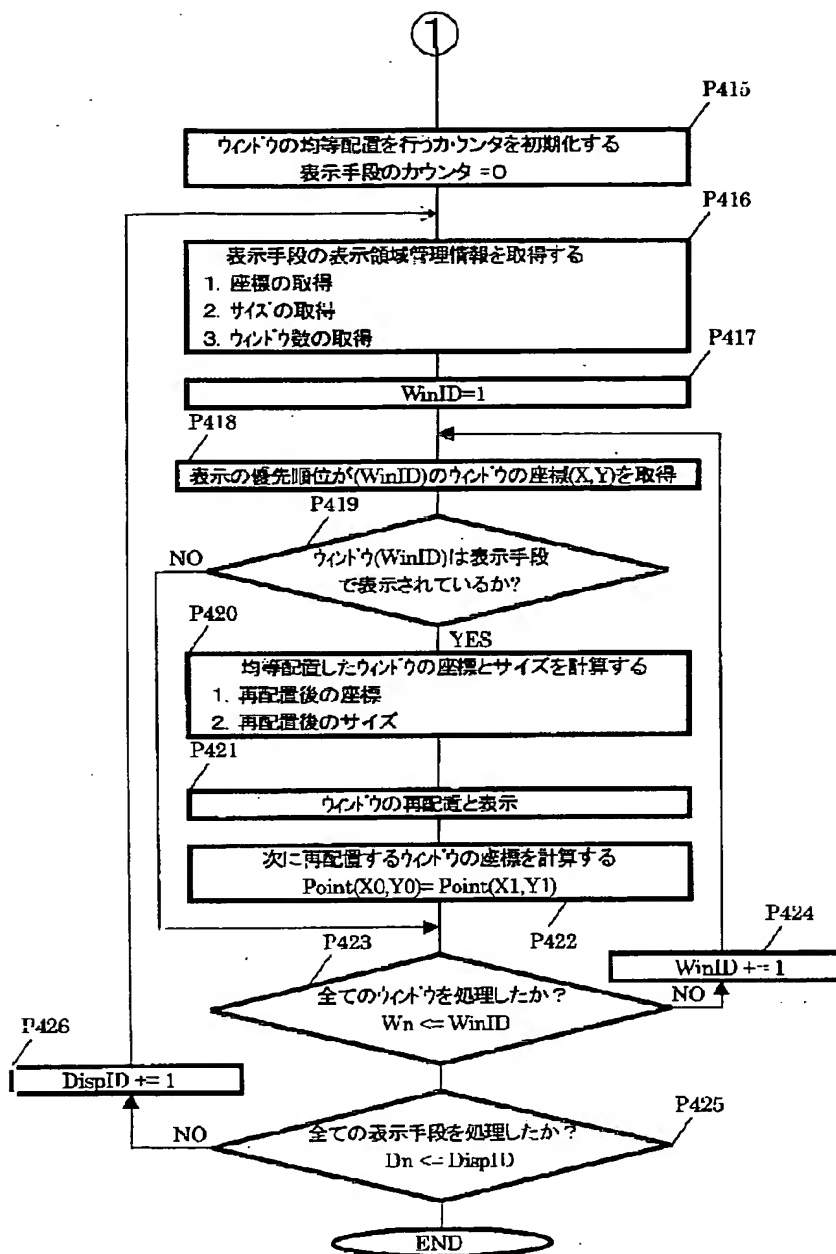 1
P415
ウィンドウの均等配置を行うカウンタを初期化する
表示手段のカウンタ =0
P416
表示手段の表示領域管理情報を取得する
1. 座標の取得
2. サイズの取得
3. ウィンドウ数の取得
P417
WinID=1
P418
表示の優先順位が(WinID)のウィンドウの座標(X,Y)を取得
P419
ウィンドウ(WinID)は表示手段
で表示されているか?
NO
YES
P420
均等配置したウィンドウの座標とサイズを計算する
1. 再配置後の座標
2. 再配置後のサイズ
P421
ウィンドウの再配置と表示
次に再配置するウィンドウの座標を計算する
Point(X0,Y0)= Point(X1,Y1)
P422
P423
全てのウィンドウを処理したか?
Wn <= WinID
NO
P424
WinID += 1
P426
DispID += 1
P425
全ての表示手段を処理したか?
Dn <= DispID
NO
END